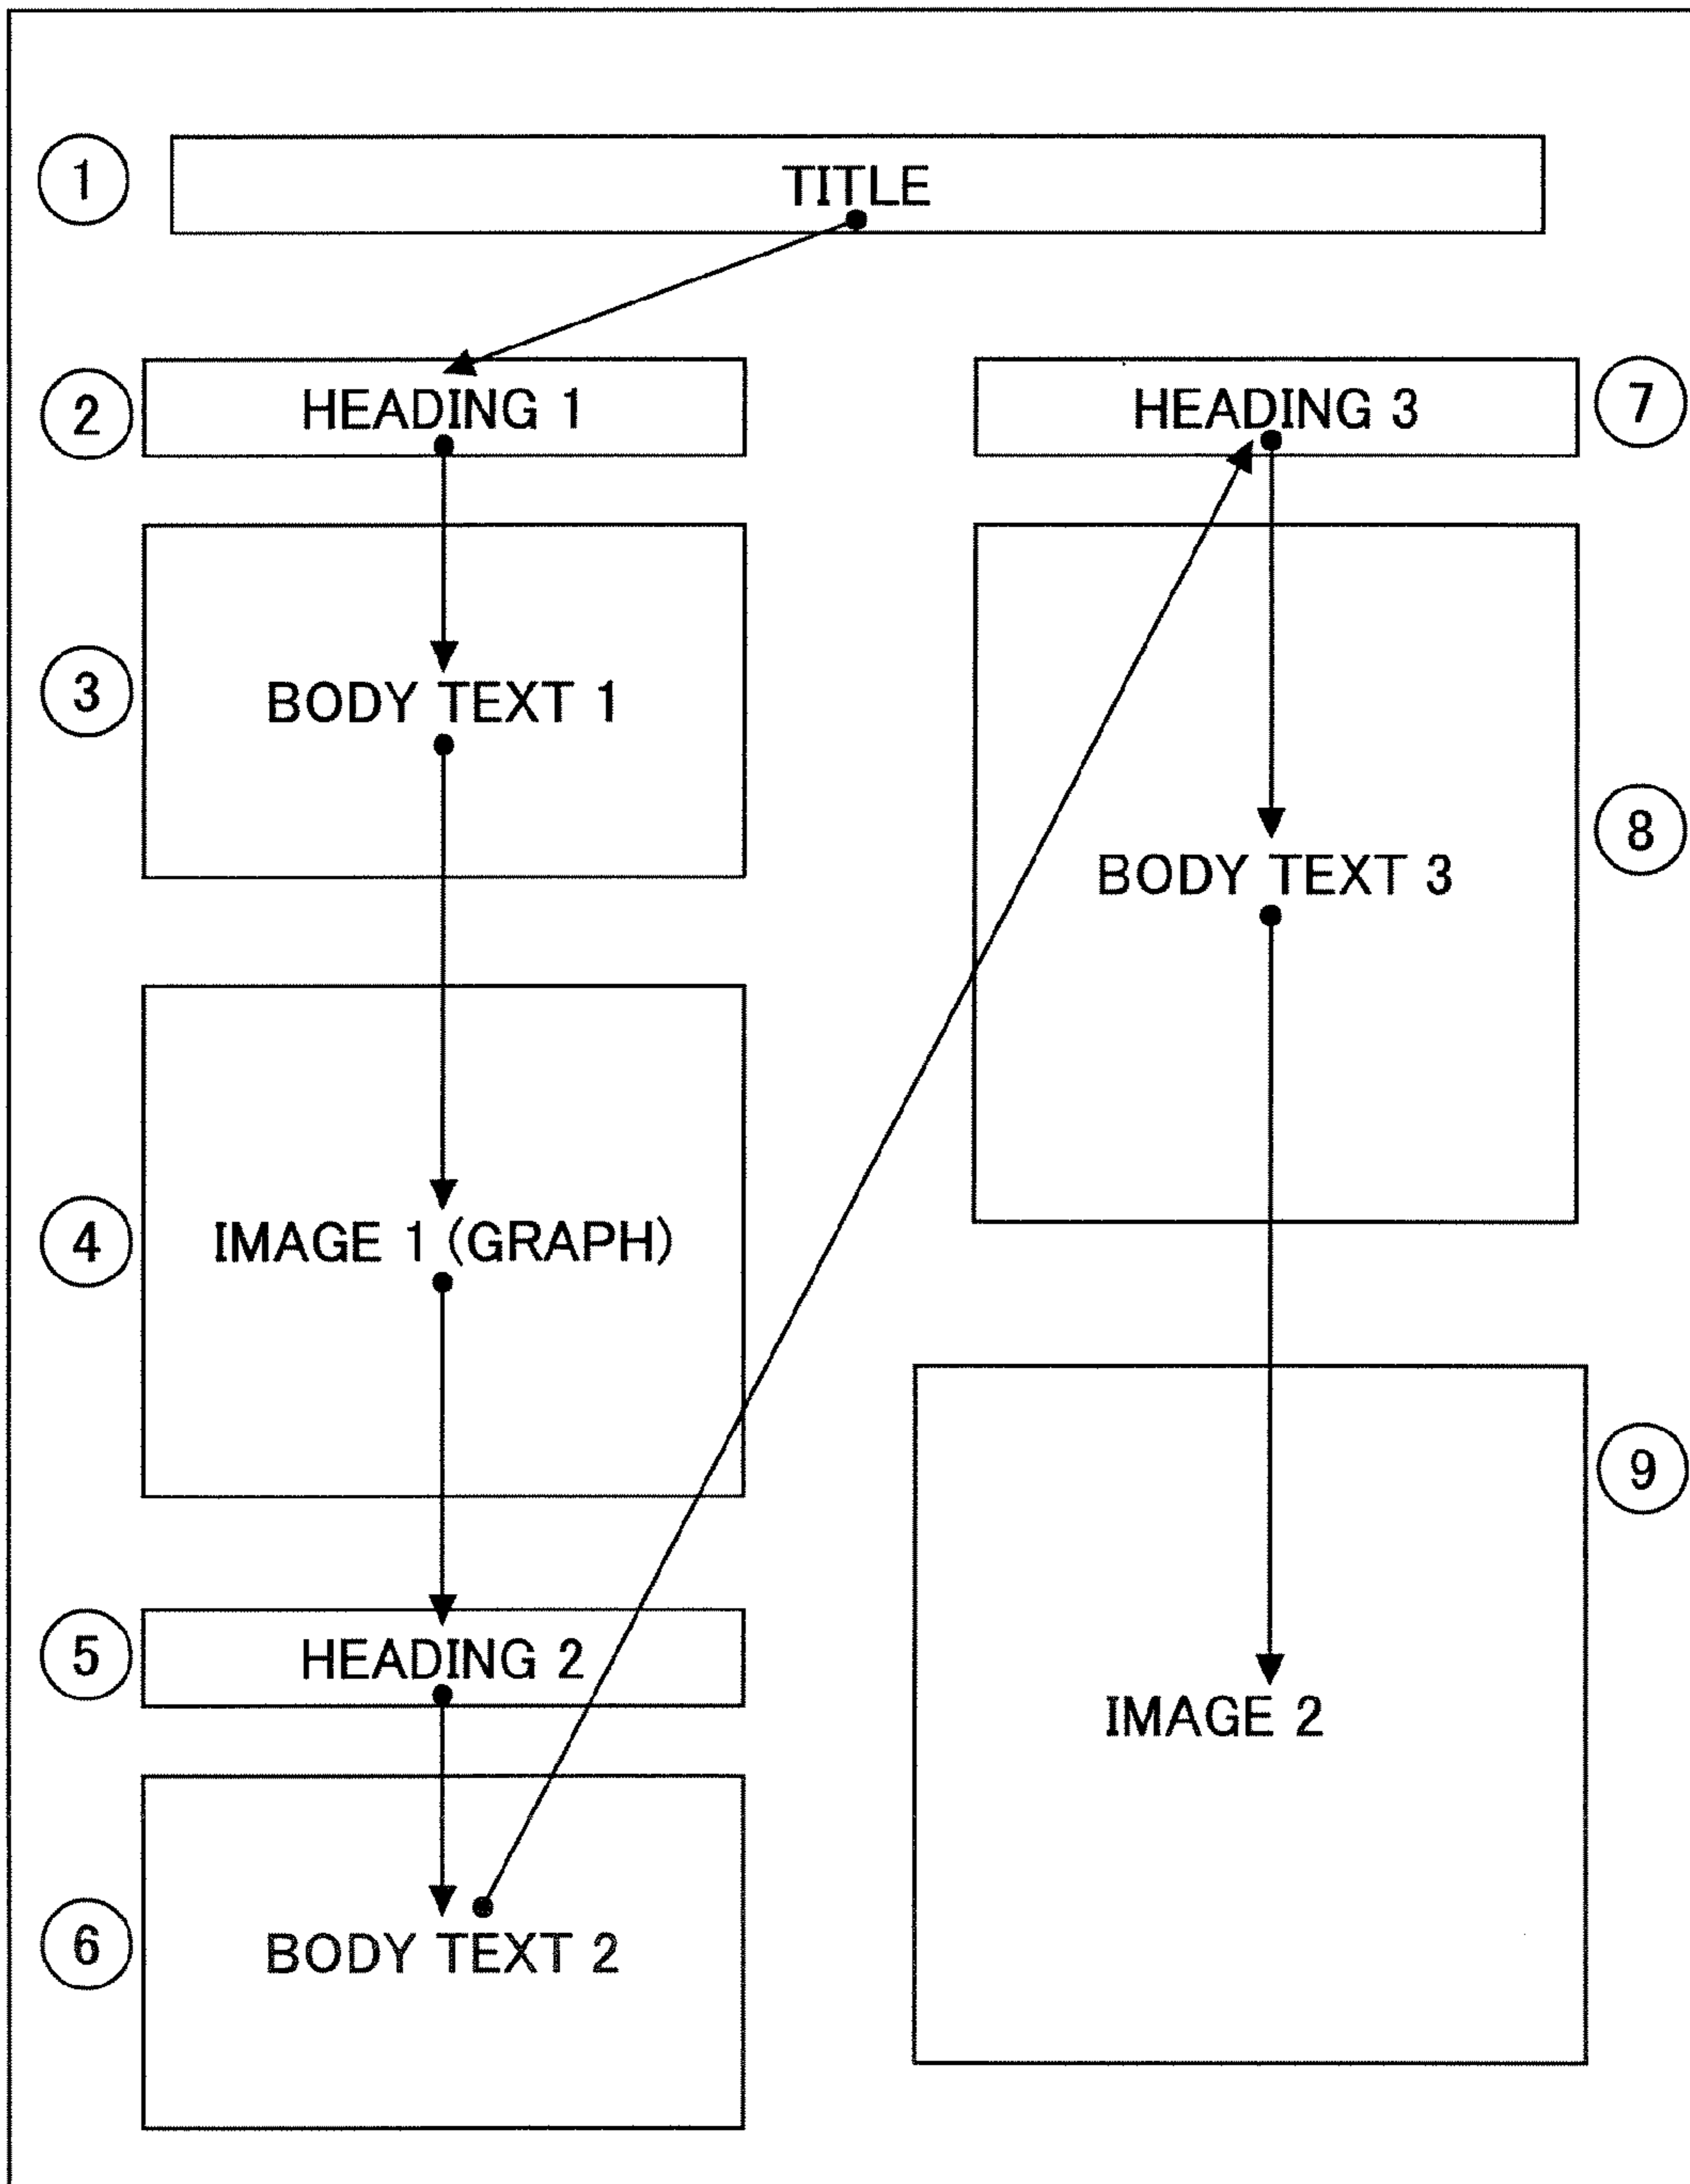 1
TITLE
2
HEADING 1
3
BODY TEXT 1
4
IMAGE 1 (GRAPH)
5
HEADING 2
6
BODY TEXT 2
HEADING 3
7
BODY TEXT 3
8
IMAGE 2
9